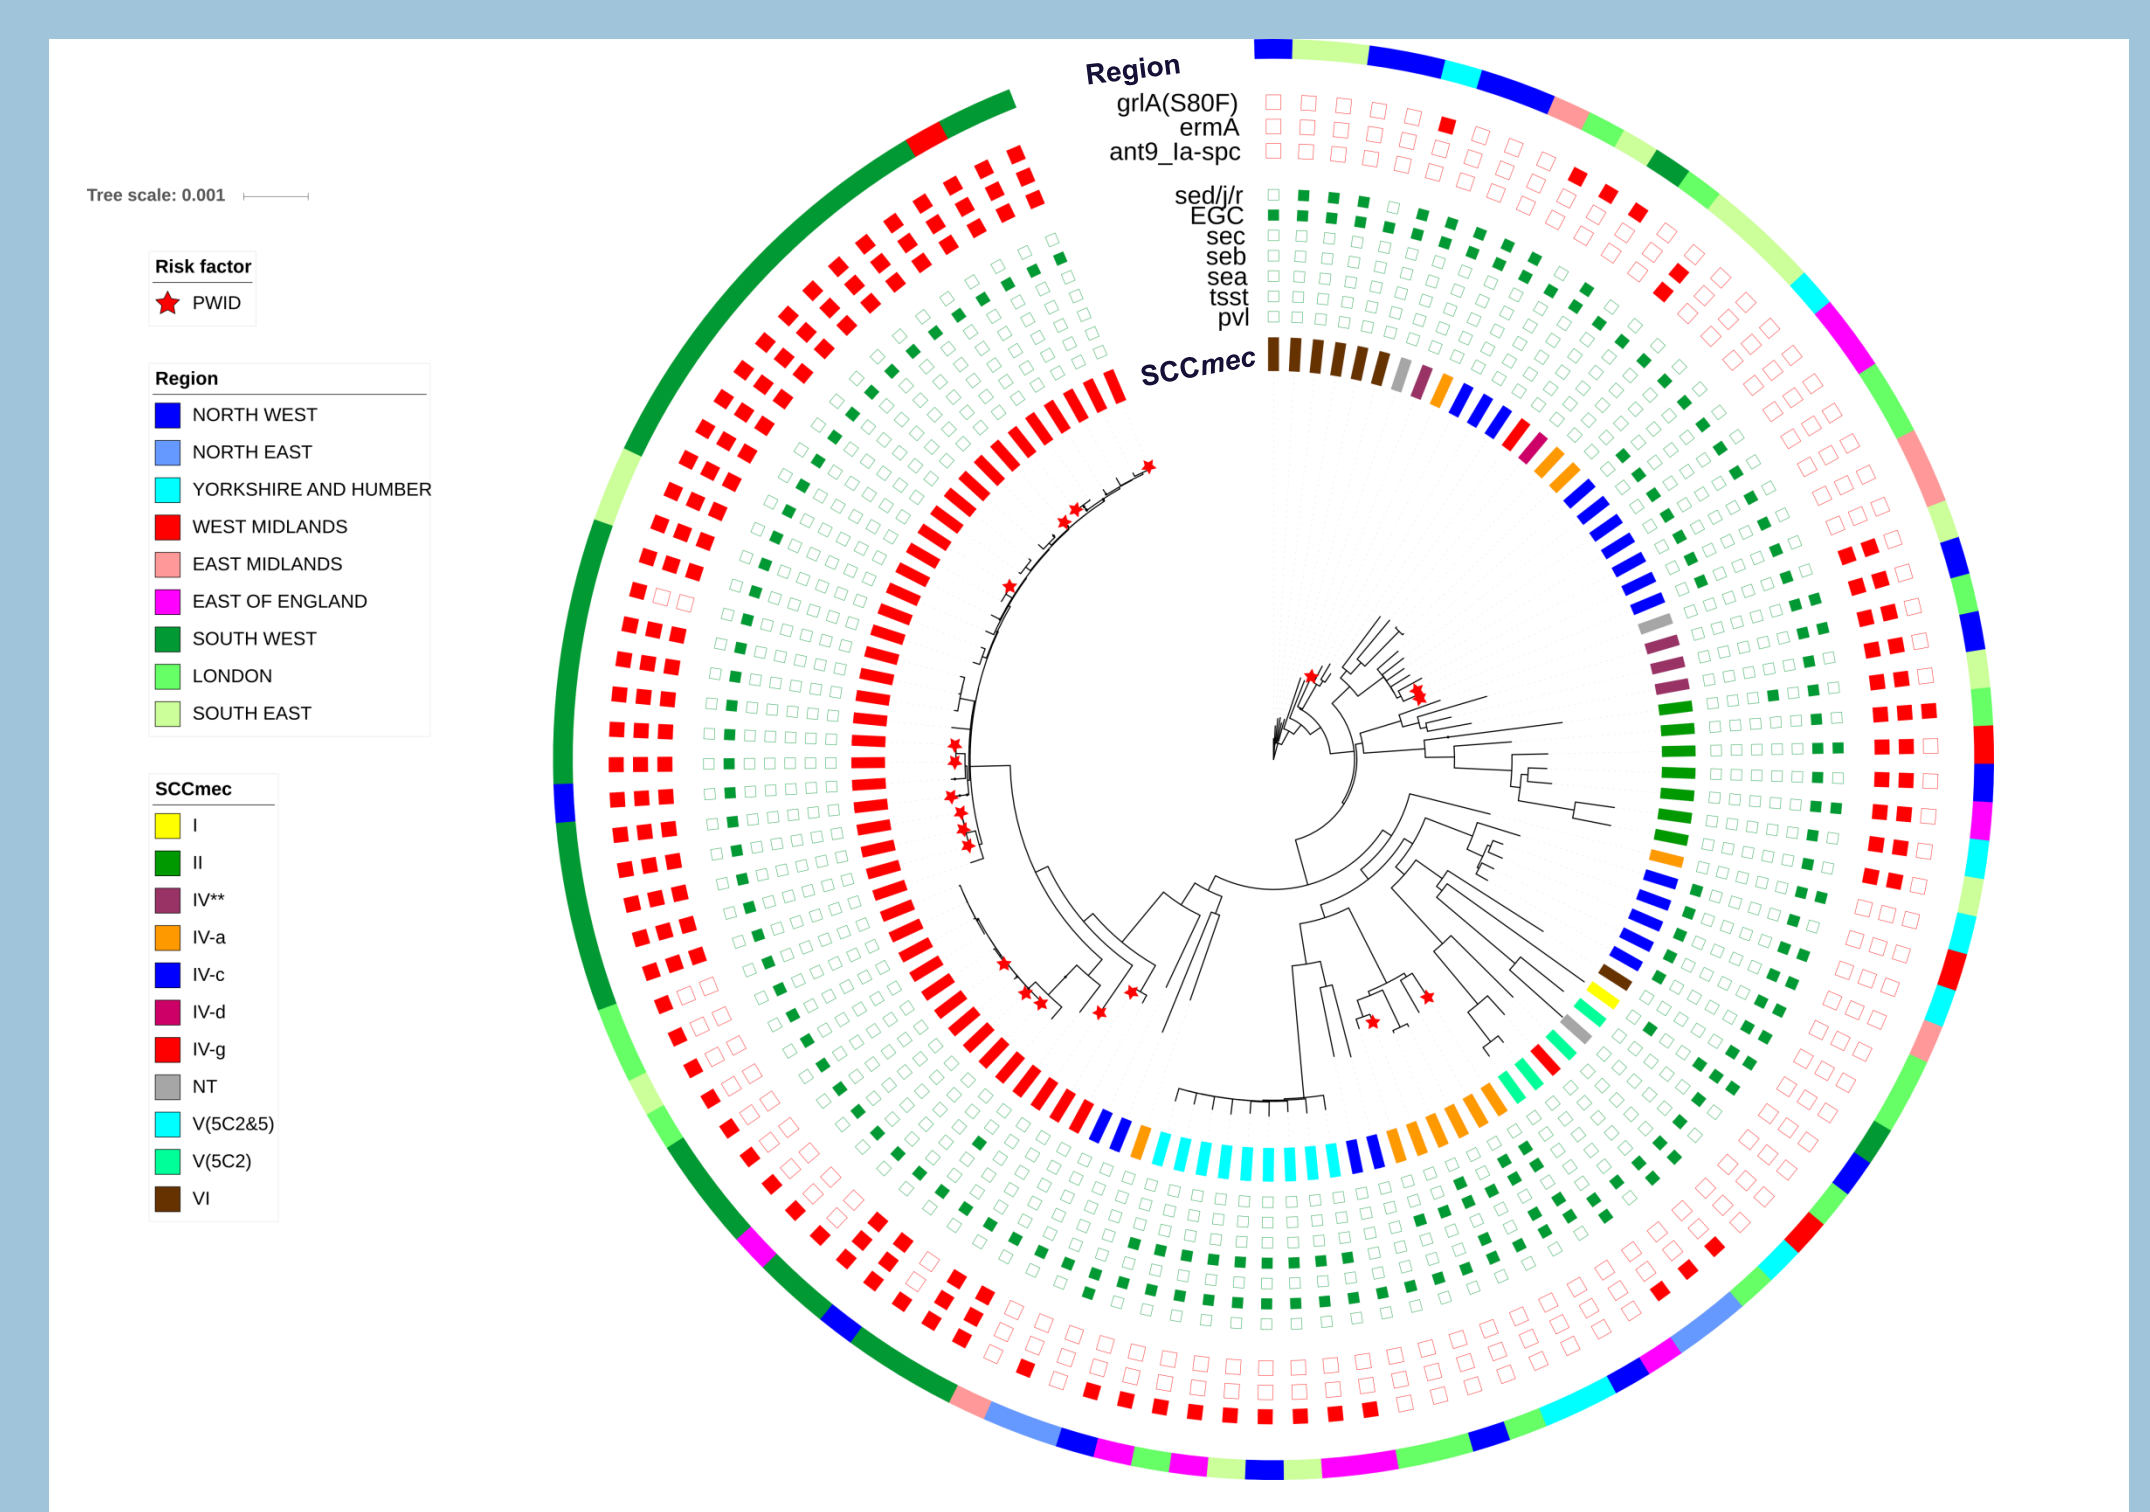 Region
grlA(S80F)
ermA
ant9_Ia-spc
sed/j/r
EGC
sec
seb
sea
tsst
pvl
SCCmec
Tree scale: 0.001
Risk factor
PWID
Region
NORTH WEST
NORTH EAST
YORKSHIRE AND HUMBER
WEST MIDLANDS
EAST MIDLANDS
EAST OF ENGLAND
SOUTH WEST
LONDON
SOUTH EAST
SCCmec
I
II
IV**
IV-a
IV-c
IV-d
IV-g
NT
V(5C2&5)
V(5C2)
VI